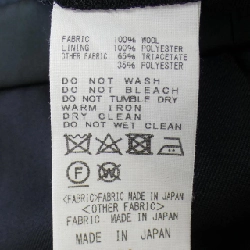 FABRIC 100% WOOL
LINING 100% POLYESTER
OTHER FABRIC 65% TRIACETATE
35% POLYESTER
DO NOT WASH
DO NOT BLEACH
DO NOT TUMBLE DRY
WARM IRON
DRY CLEAN
DO NOT WET CLEAN
F W
<FABRIC>FABRIC MADE IN JAPAN
<OTHER FABRIC>
FABRIC MADE IN JAPAN
MADE IN JAPAN